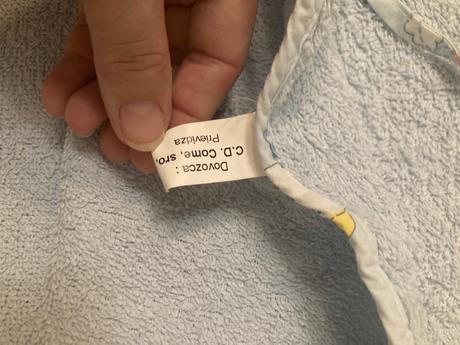 Dovozca :
C.D. Come, sro.
Prievidza